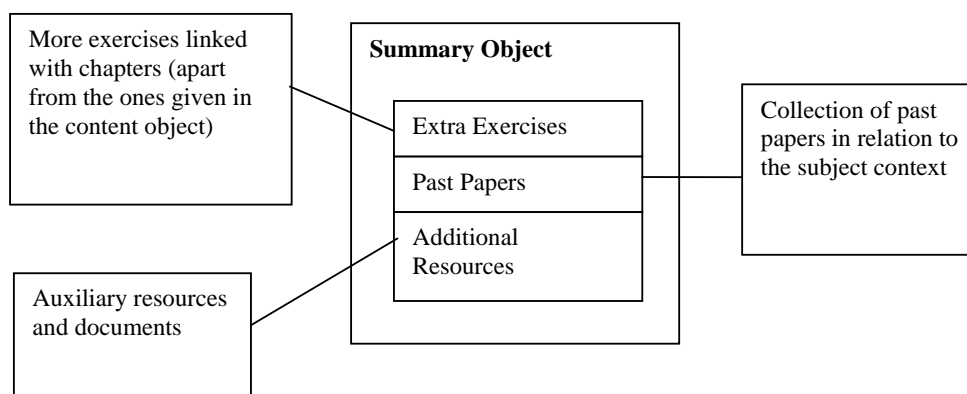 More exercises linked
with chapters (apart
from the ones given in
the content object)
Summary Object
Extra Exercises
Past Papers
Additional
Resources
Collection of past
papers in relation to
the subject context
Auxiliary resources
and documents